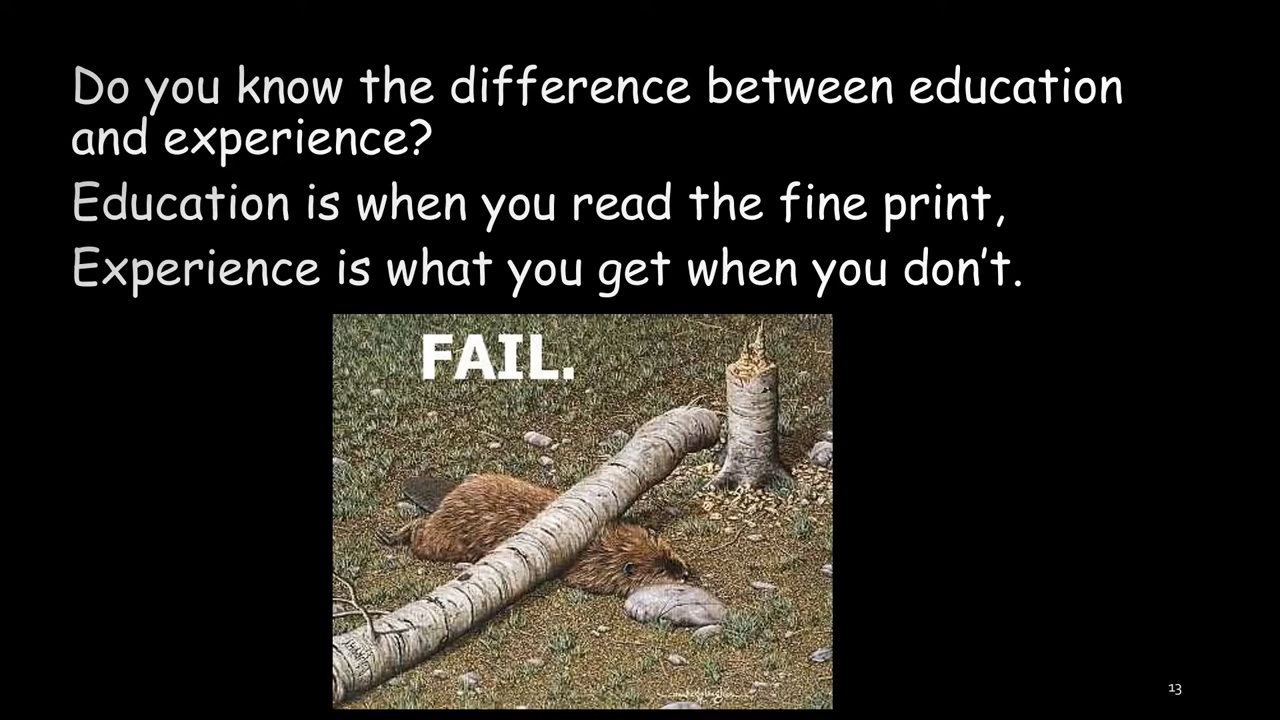 Do you know the difference between education
and experience?
Education is when you read the fine print,
Experience is what you get when you don’t.
FAIL.
13